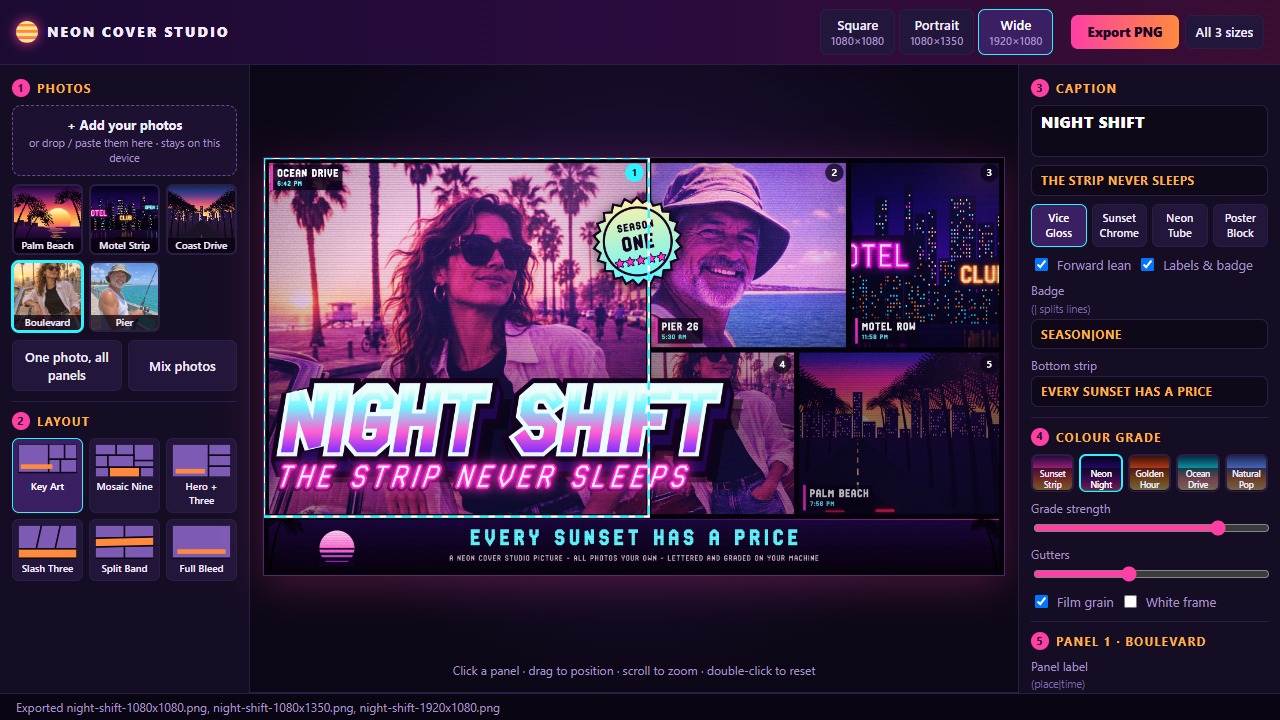 NEON COVER STUDIO
Square
1080×1080
Portrait
1080×1350
Wide
1920×1080
Export PNG
All 3 sizes
1 PHOTOS
+ Add your photos
or drop / paste them here · stays on this
device
Palm Beach
Motel Strip
Coast Drive
Boulevard
Pier
One photo, all
panels
Mix photos
2 LAYOUT
Key Art
Mosaic Nine
Hero +
Three
Slash Three
Split Band
Full Bleed
OCEAN DRIVE
6:42 PM
1
SEASON
ONE
2
PIER 26
5:30 AM
3
OTEL
CLU
MOTEL ROW
11:58 PM
4
5
PALM BEACH
7:58 PM
NIGHT SHIFT
THE STRIP NEVER SLEEPS
EVERY SUNSET HAS A PRICE
A NEON COVER STUDIO PICTURE - ALL PHOTOS YOUR OWN - LETTERED AND GRADED ON YOUR MACHINE
Click a panel · drag to position · scroll to zoom · double-click to reset
3 CAPTION
NIGHT SHIFT
THE STRIP NEVER SLEEPS
Vice
Gloss
Sunset
Chrome
Neon
Tube
Poster
Block
Forward lean
Labels & badge
Badge
(| splits lines)
SEASON|ONE
Bottom strip
EVERY SUNSET HAS A PRICE
4 COLOUR GRADE
Sunset
Strip
Neon
Night
Golden
Hour
Ocean
Drive
Natural
Pop
Grade strength
Gutters
Film grain
White frame
5 PANEL 1 · BOULEVARD
Panel label
(place|time)
Exported night-shift-1080x1080.png, night-shift-1080x1350.png, night-shift-1920x1080.png